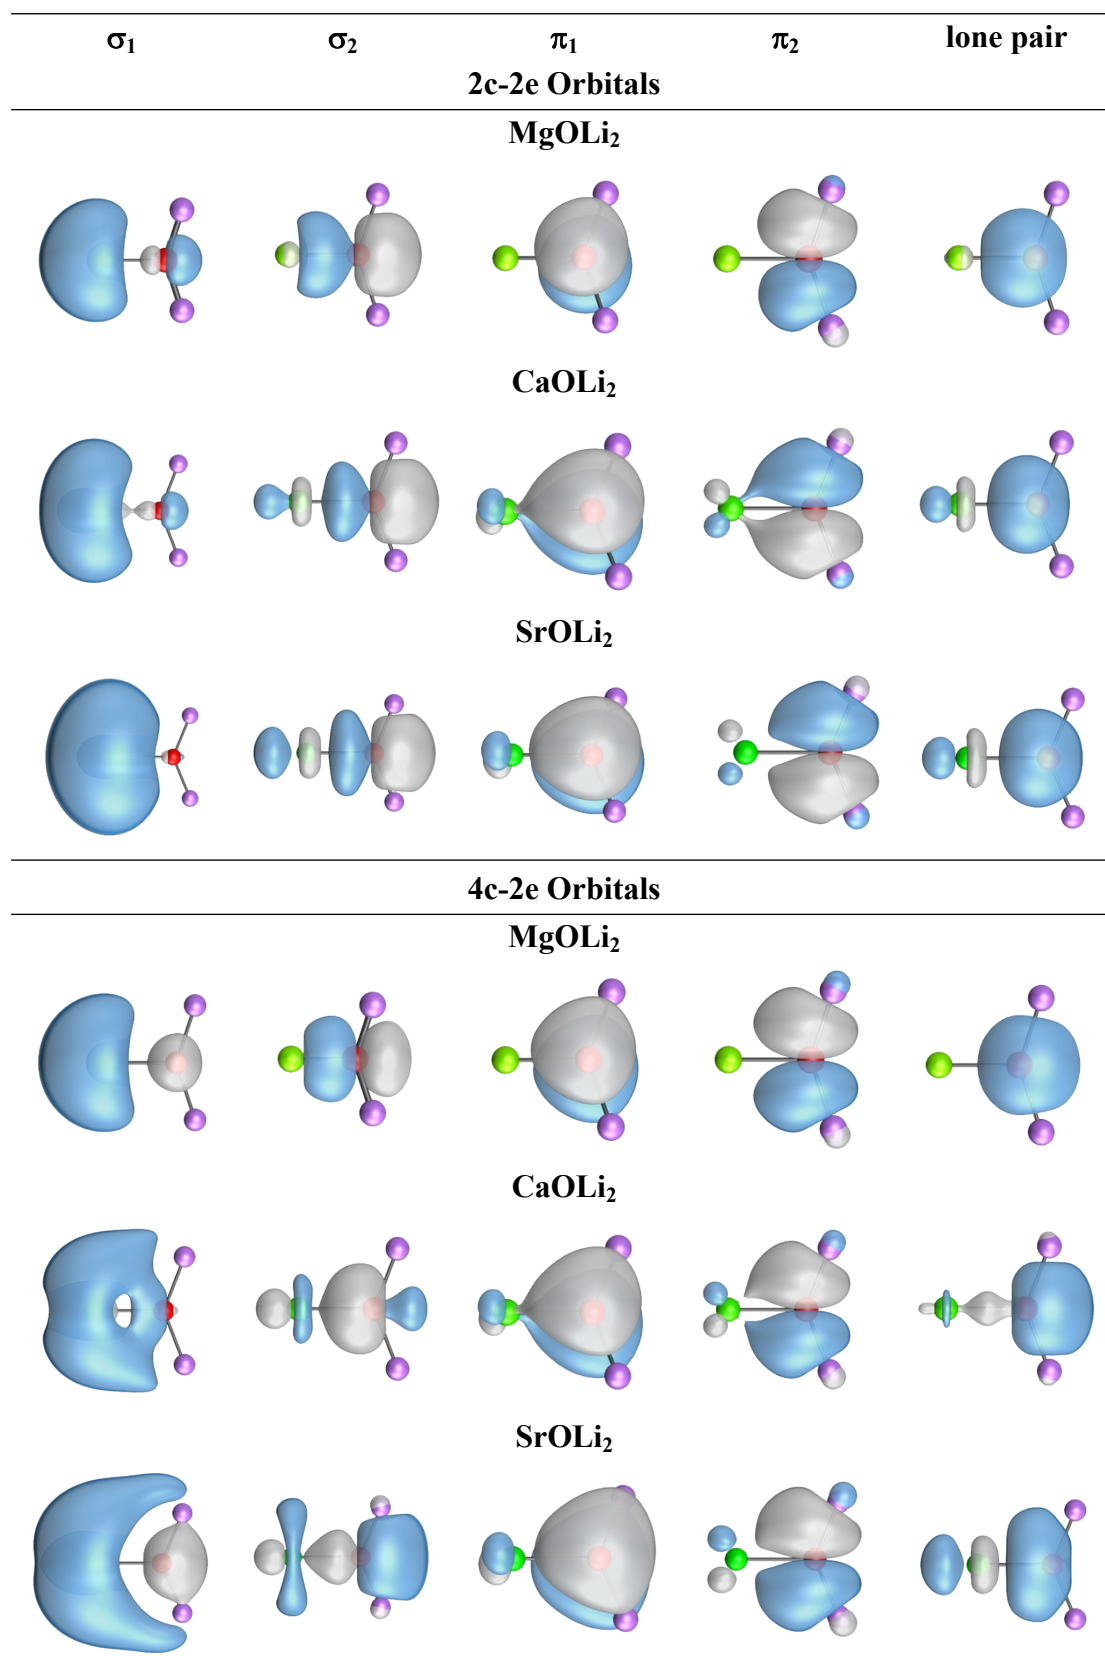 σ₁ σ₂ π₁ π₂ lone pair
2c-2e Orbitals
MgOLi₂
CaOLi₂
SrOLi₂
4c-2e Orbitals
MgOLi₂
CaOLi₂
SrOLi₂